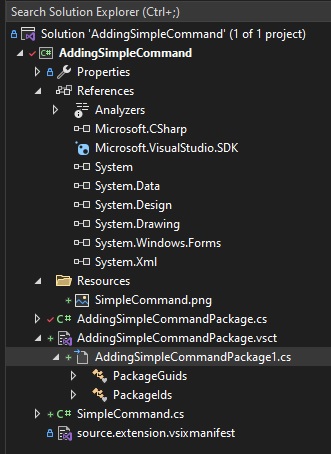 Search Solution Explorer (Ctrl+;)
Solution 'AddingSimpleCommand' (1 of 1 project)
C# AddingSimpleCommand
Properties
References
Analyzers
Microsoft.CSharp
Microsoft.VisualStudio.SDK
System
System.Data
System.Design
System.Drawing
System.Windows.Forms
System.Xml
Resources
SimpleCommand.png
C# AddingSimpleCommandPackage.cs
AddingSimpleCommandPackage.vsct
AddingSimpleCommandPackage1.cs
PackageGuids
PackageIds
C# SimpleCommand.cs
source.extension.vsixmanifest